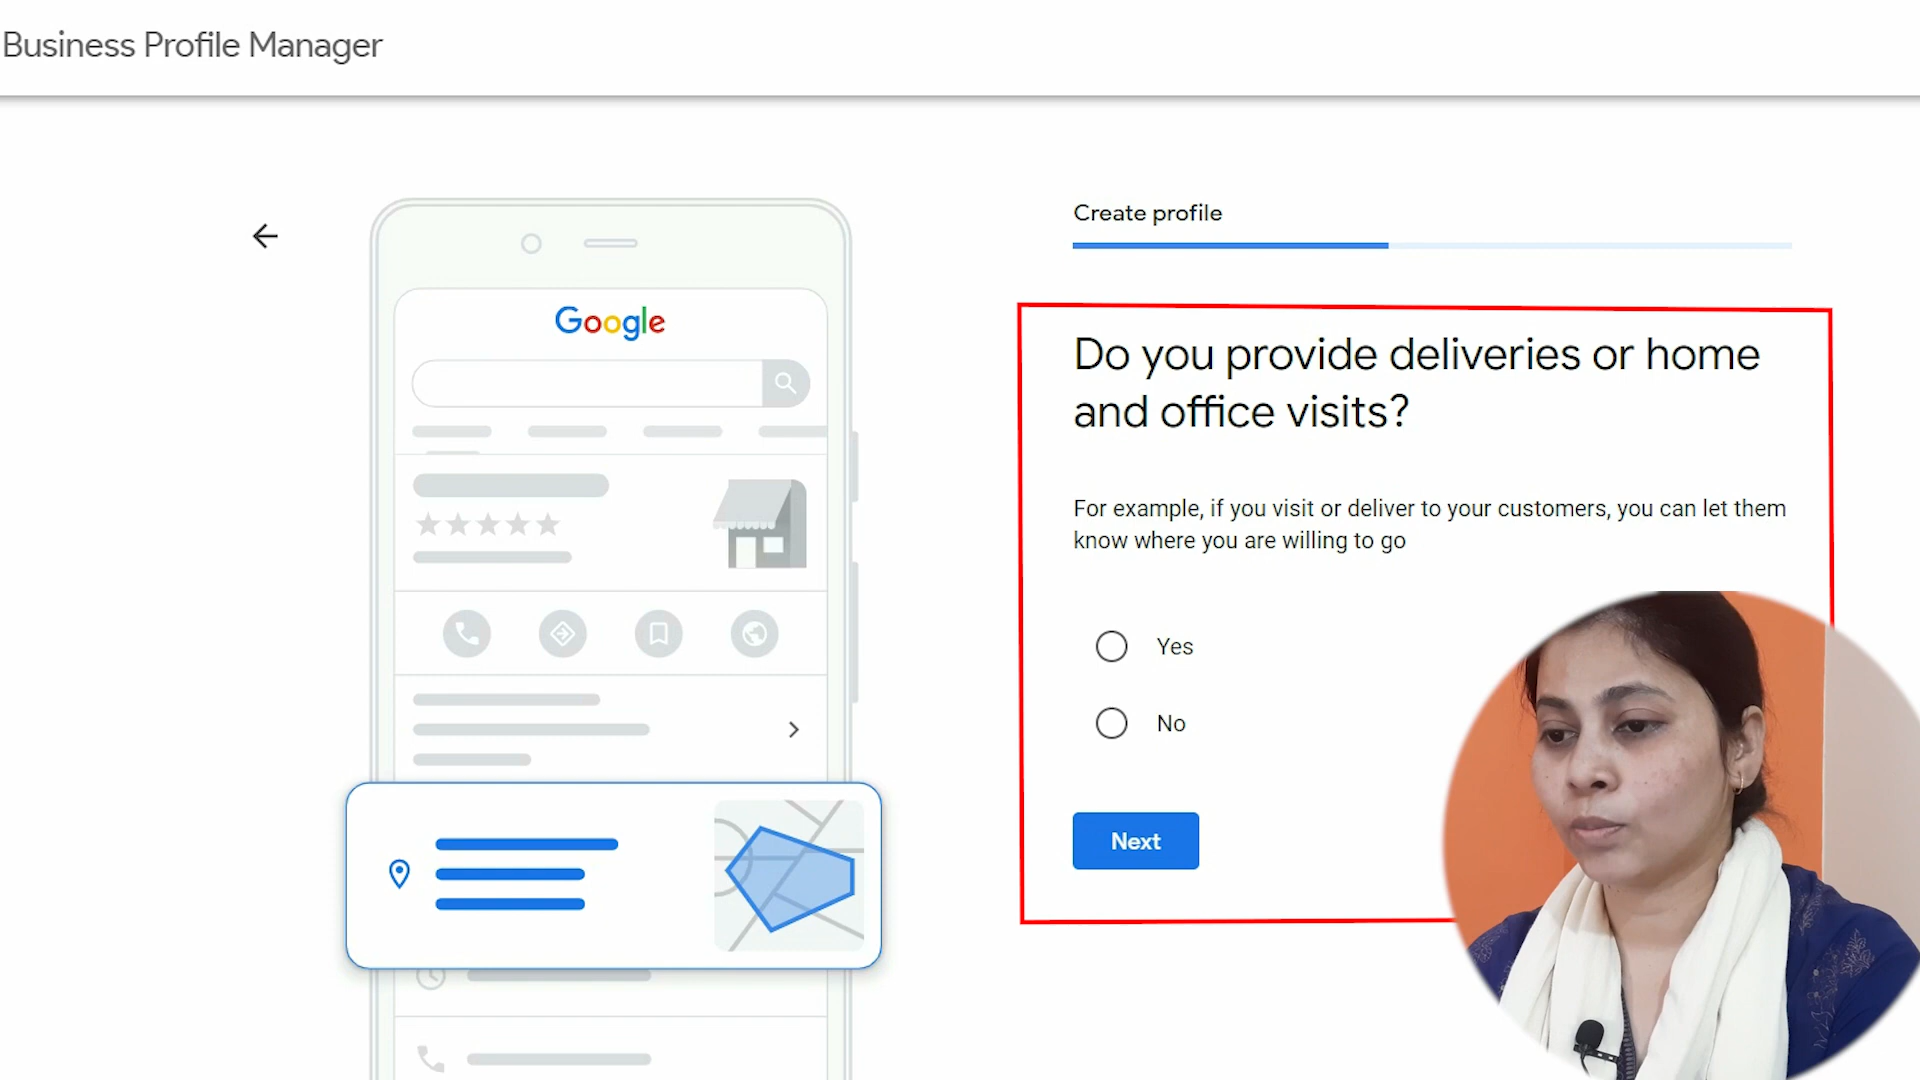 Business Profile Manager
Google
Create profile
Do you provide deliveries or home
and office visits?
For example, if you visit or deliver to your customers, you can let them
know where you are willing to go
Yes
No
Next